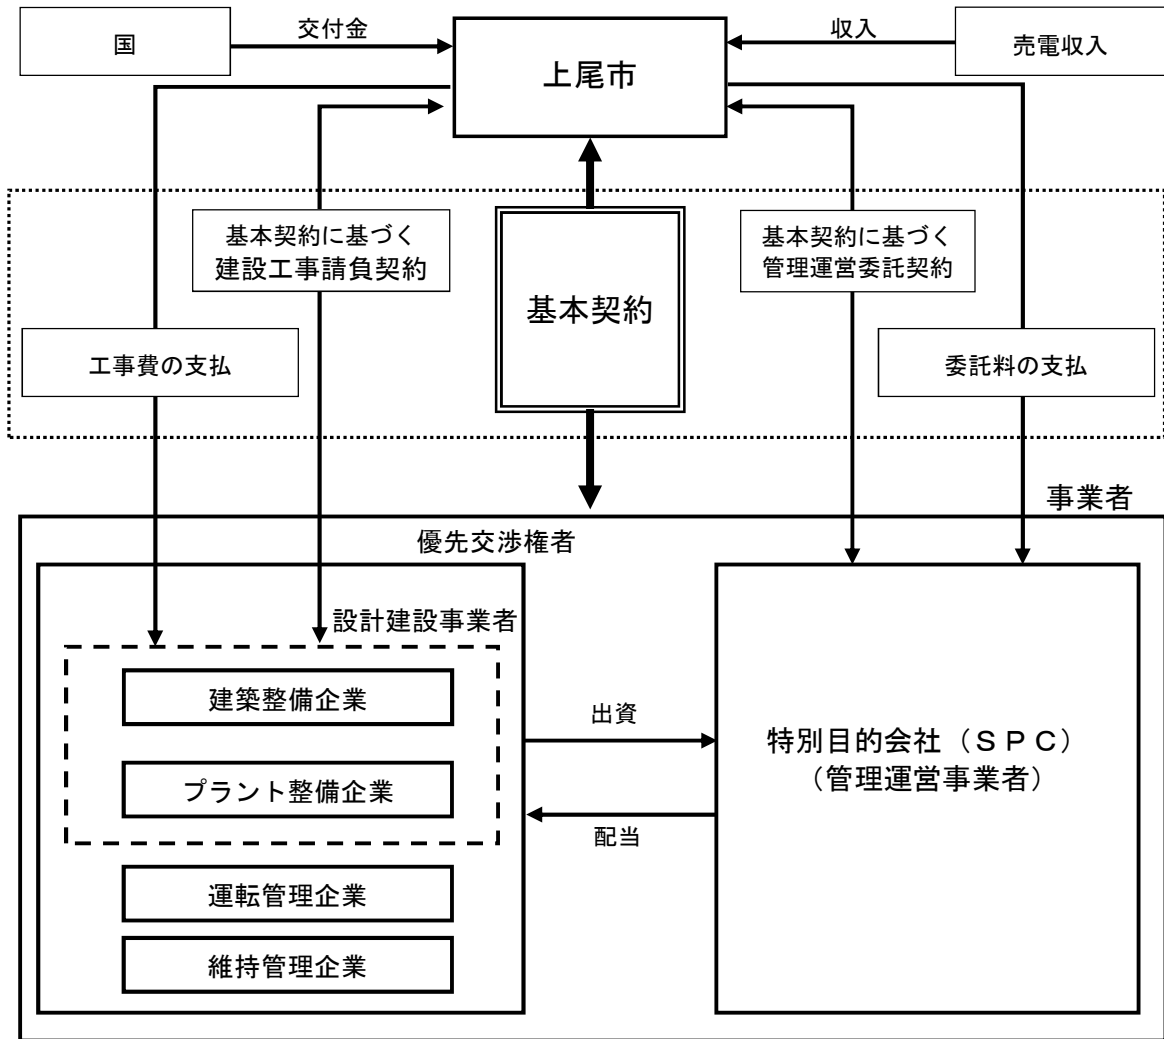 国
交付金
上尾市
収入
売電収入
基本契約に基づく
建設工事請負契約
基本契約
基本契約に基づく
管理運営委託契約
工事費の支払
委託料の支払
事業者
優先交渉権者
設計建設事業者
建築整備企業
プラント整備企業
運転管理企業
維持管理企業
出資
配当
特別目的会社（ＳＰＣ）
（管理運営事業者）